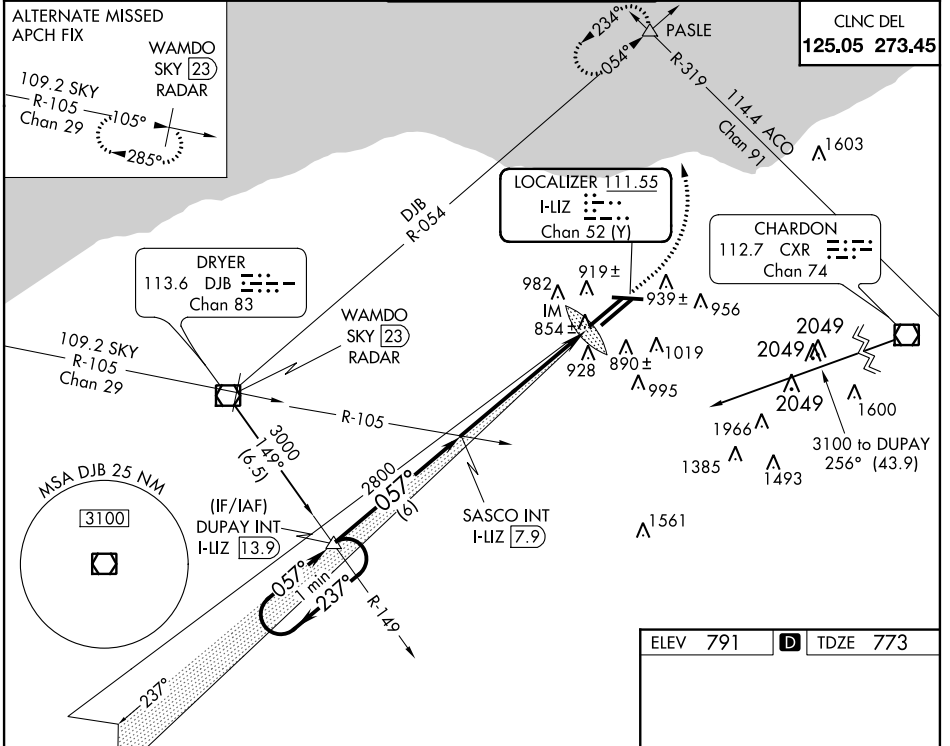 ALTERNATE MISSED
APCH FIX
WAMDO
SKY 23
RADAR
109.2 SKY
R-105
Chan 29
105°
285°
234°
054°
PASLE
CLNC DEL
125.05 273.45
R-319
114.4 ACO
Chan 91
1603
DJB
R-054
LOCALIZER 111.55
I-LIZ
Chan 52 (Y)
CHARDON
112.7 CXR
Chan 74
DRYER
113.6 DJB
Chan 83
982
919±
939±
956
IM
854±
928
890±
1019
995
WAMDO
SKY 23
RADAR
109.2 SKY
R-105
Chan 29
R-105
2049
2049
2049
1600
1966
1385
1493
3100 to DUPAY
256° (43.9)
1561
3000
149°
(6.5)
2800
057°
(6)
MSA DJB 25 NM
3100
(IF/IAF)
DUPAY INT
I-LIZ 13.9
SASCO INT
I-LIZ 7.9
057°
1 min
237°
R-149
237°
ELEV 791 D TDZE 773